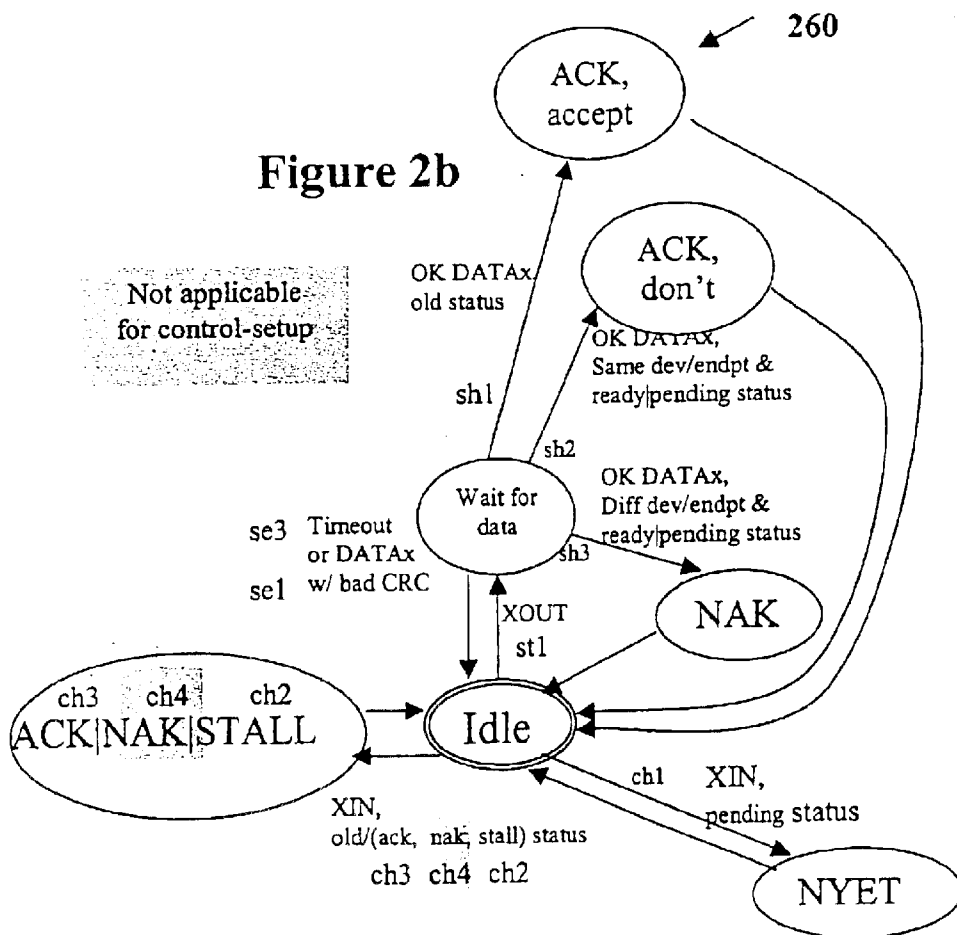 260
ACK,
accept
Figure 2b
ACK,
don't
OK DATAx,
old status
Not applicable
for control-setup
OK DATAx,
Same dev/endpt &
ready|pending status
sh1
sh2
Wait for
data
OK DATAx,
Diff dev/endpt &
ready|pending status
sh3
se3 Timeout
or DATAx
se1 w/ bad CRC
XOUT
st1
NAK
ch3 ch4 ch2
ACK|NAK|STALL
Idle
ch1 XIN,
pending status
XIN,
old/(ack, nak, stall) status
ch3 ch4 ch2
NYET